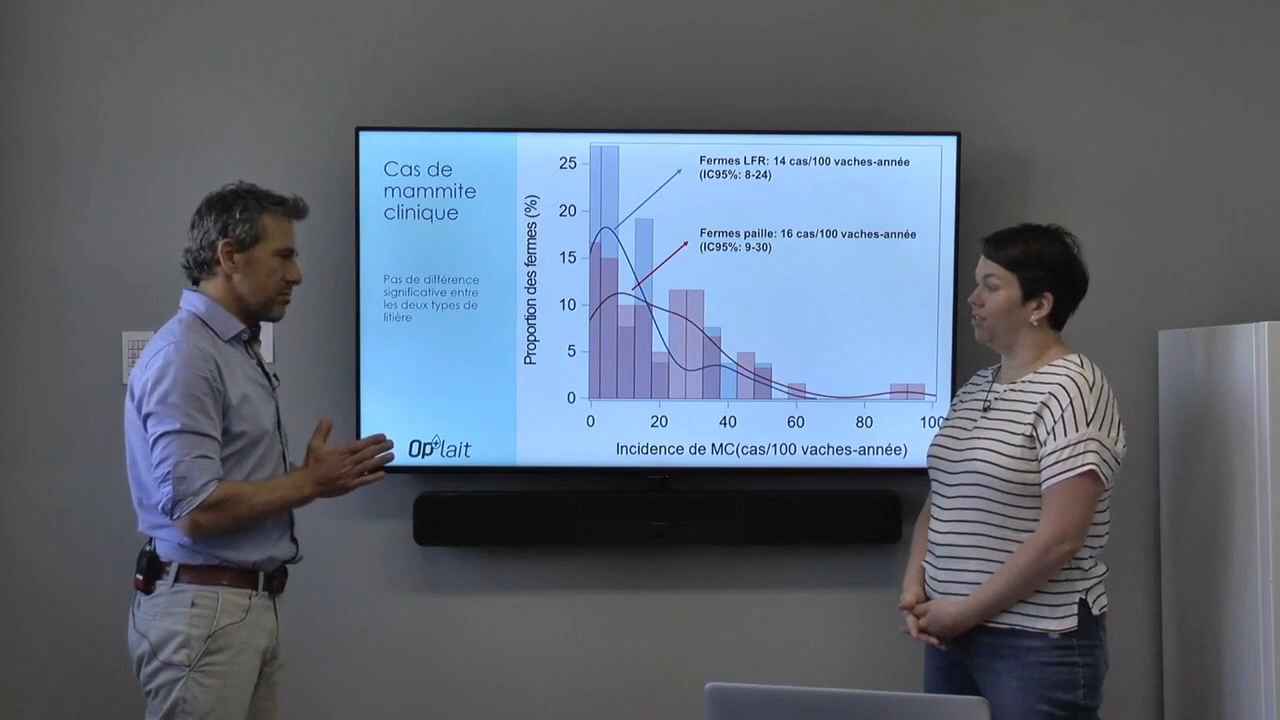 Cas de
mammite
clinique
Pas de différence
significative entre
les deux types de
litière
Op+lait
Proportion des fermes (%)
25
20
15
10
5
0
Fermes LFR: 14 cas/100 vaches-année
(IC95%: 8-24)
Fermes paille: 16 cas/100 vaches-année
(IC95%: 9-30)
0 20 40 60 80 100
Incidence de MC(cas/100 vaches-année)